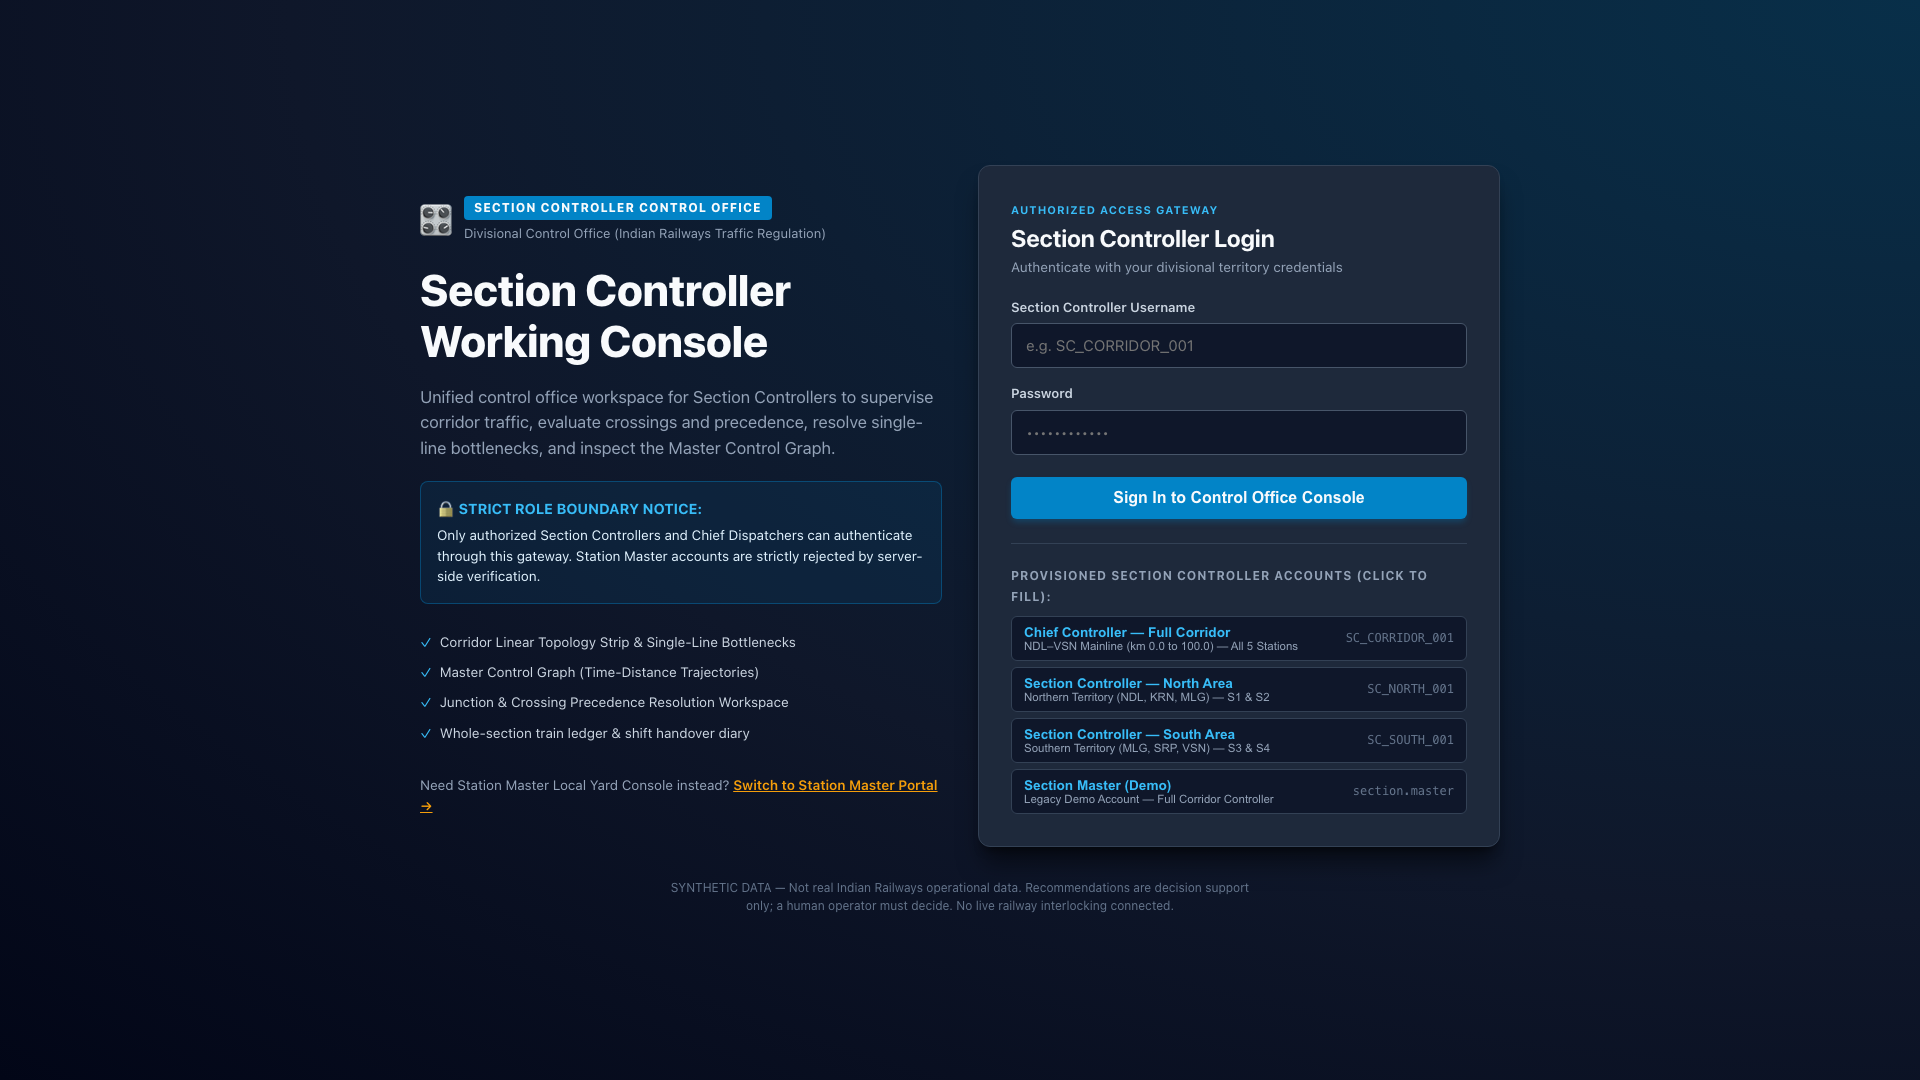 SECTION CONTROLLER CONTROL OFFICE
Divisional Control Office (Indian Railways Traffic Regulation)
Section Controller
Working Console
Unified control office workspace for Section Controllers to supervise
corridor traffic, evaluate crossings and precedence, resolve single-
line bottlenecks, and inspect the Master Control Graph.
🔒 STRICT ROLE BOUNDARY NOTICE:
Only authorized Section Controllers and Chief Dispatchers can authenticate
through this gateway. Station Master accounts are strictly rejected by server-
side verification.
✓ Corridor Linear Topology Strip & Single-Line Bottlenecks
✓ Master Control Graph (Time-Distance Trajectories)
✓ Junction & Crossing Precedence Resolution Workspace
✓ Whole-section train ledger & shift handover diary
Need Station Master Local Yard Console instead? Switch to Station Master Portal
→
AUTHORIZED ACCESS GATEWAY
Section Controller Login
Authenticate with your divisional territory credentials
Section Controller Username
e.g. SC_CORRIDOR_001
Password
••••••••••••
Sign In to Control Office Console
PROVISIONED SECTION CONTROLLER ACCOUNTS (CLICK TO
FILL):
Chief Controller — Full Corridor
NDL–VSN Mainline (km 0.0 to 100.0) — All 5 Stations
SC_CORRIDOR_001
Section Controller — North Area
Northern Territory (NDL, KRN, MLG) — S1 & S2
SC_NORTH_001
Section Controller — South Area
Southern Territory (MLG, SRP, VSN) — S3 & S4
SC_SOUTH_001
Section Master (Demo)
Legacy Demo Account — Full Corridor Controller
section.master
SYNTHETIC DATA — Not real Indian Railways operational data. Recommendations are decision support
only; a human operator must decide. No live railway interlocking connected.